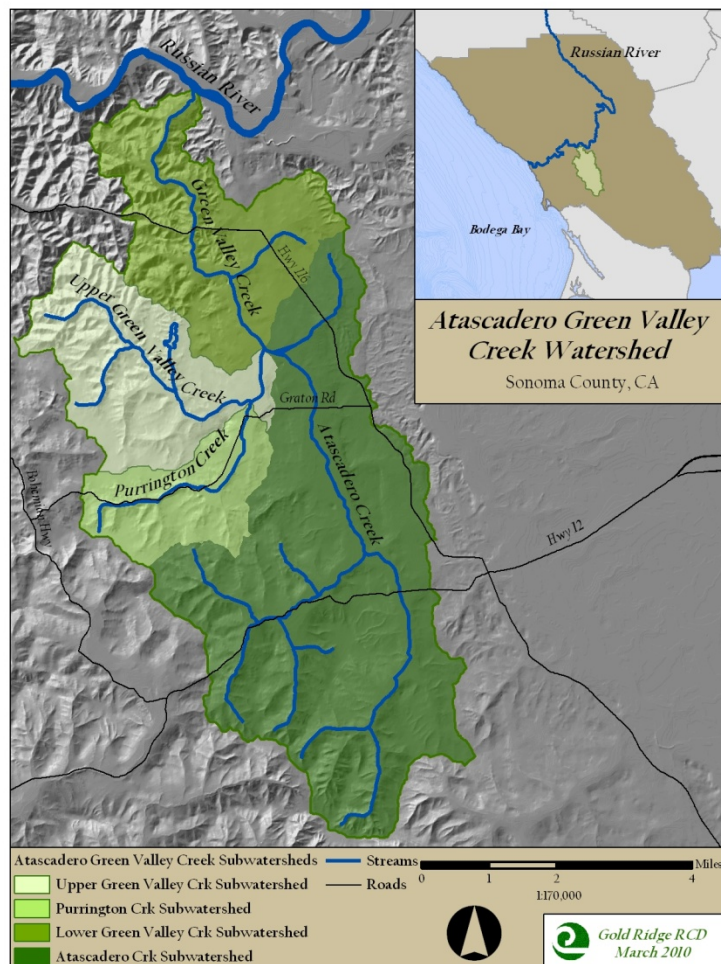 Russian River
Russian River
Bodega Bay
Atascadero Green Valley
Creek Watershed
Sonoma County, CA
Green Valley Creek
Hwy 116
Upper Green Valley Creek
Graton Rd
Purrington Creek
Atascadero Creek
Bohemian Hwy
Hwy 12
Atascadero Green Valley Creek Subwatersheds
Upper Green Valley Crk Subwatershed
Purrington Crk Subwatershed
Lower Green Valley Crk Subwatershed
Atascadero Crk Subwatershed
Streams
Roads
Miles
0 1 2 4
1:170,000
Gold Ridge RCD
March 2010